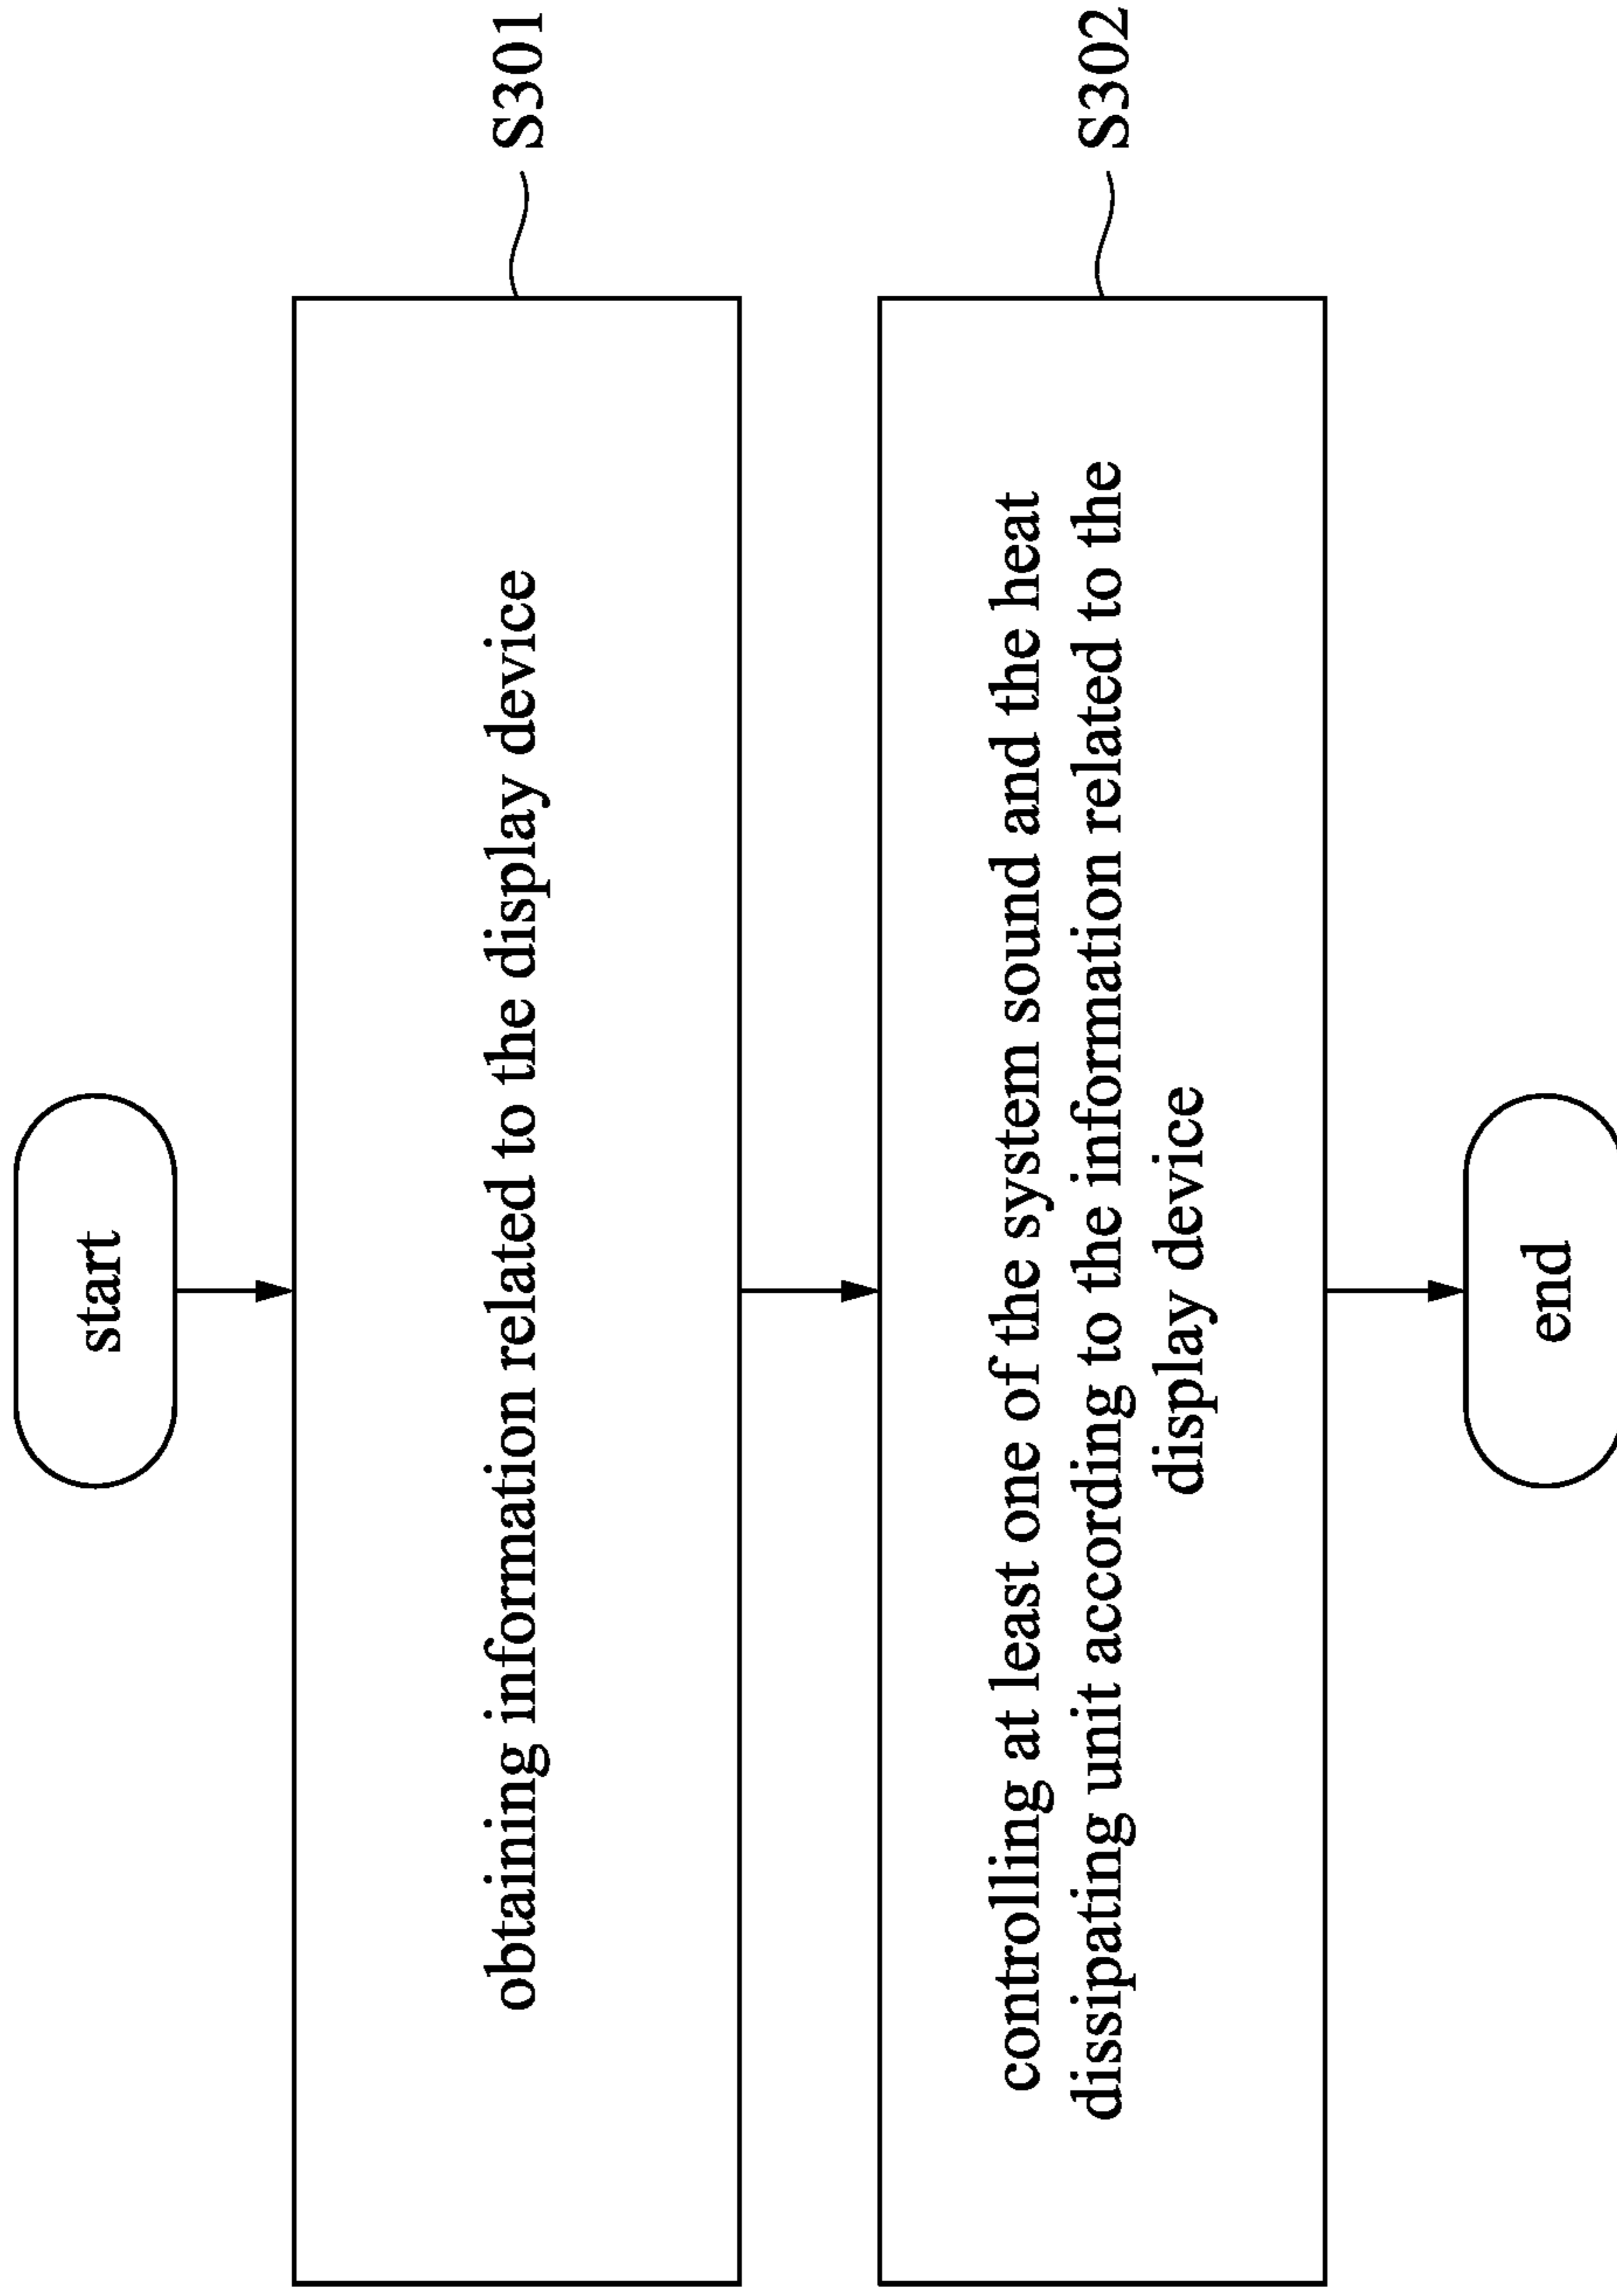 start
obtaining information related to the display device
S301
controlling at least one of the system sound and the heat
dissipating unit according to the information related to the
display device
S302
end